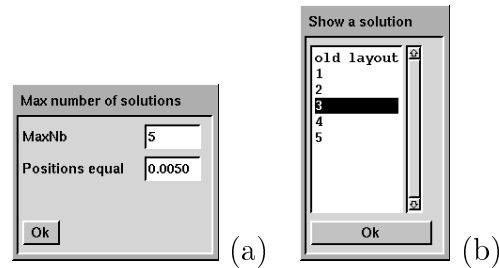 Max number of solutions
MaxNb 5
Positions equal 0.0050
Ok
(a)
Show a solution
old layout
1
2
3
4
5
Ok
(b)